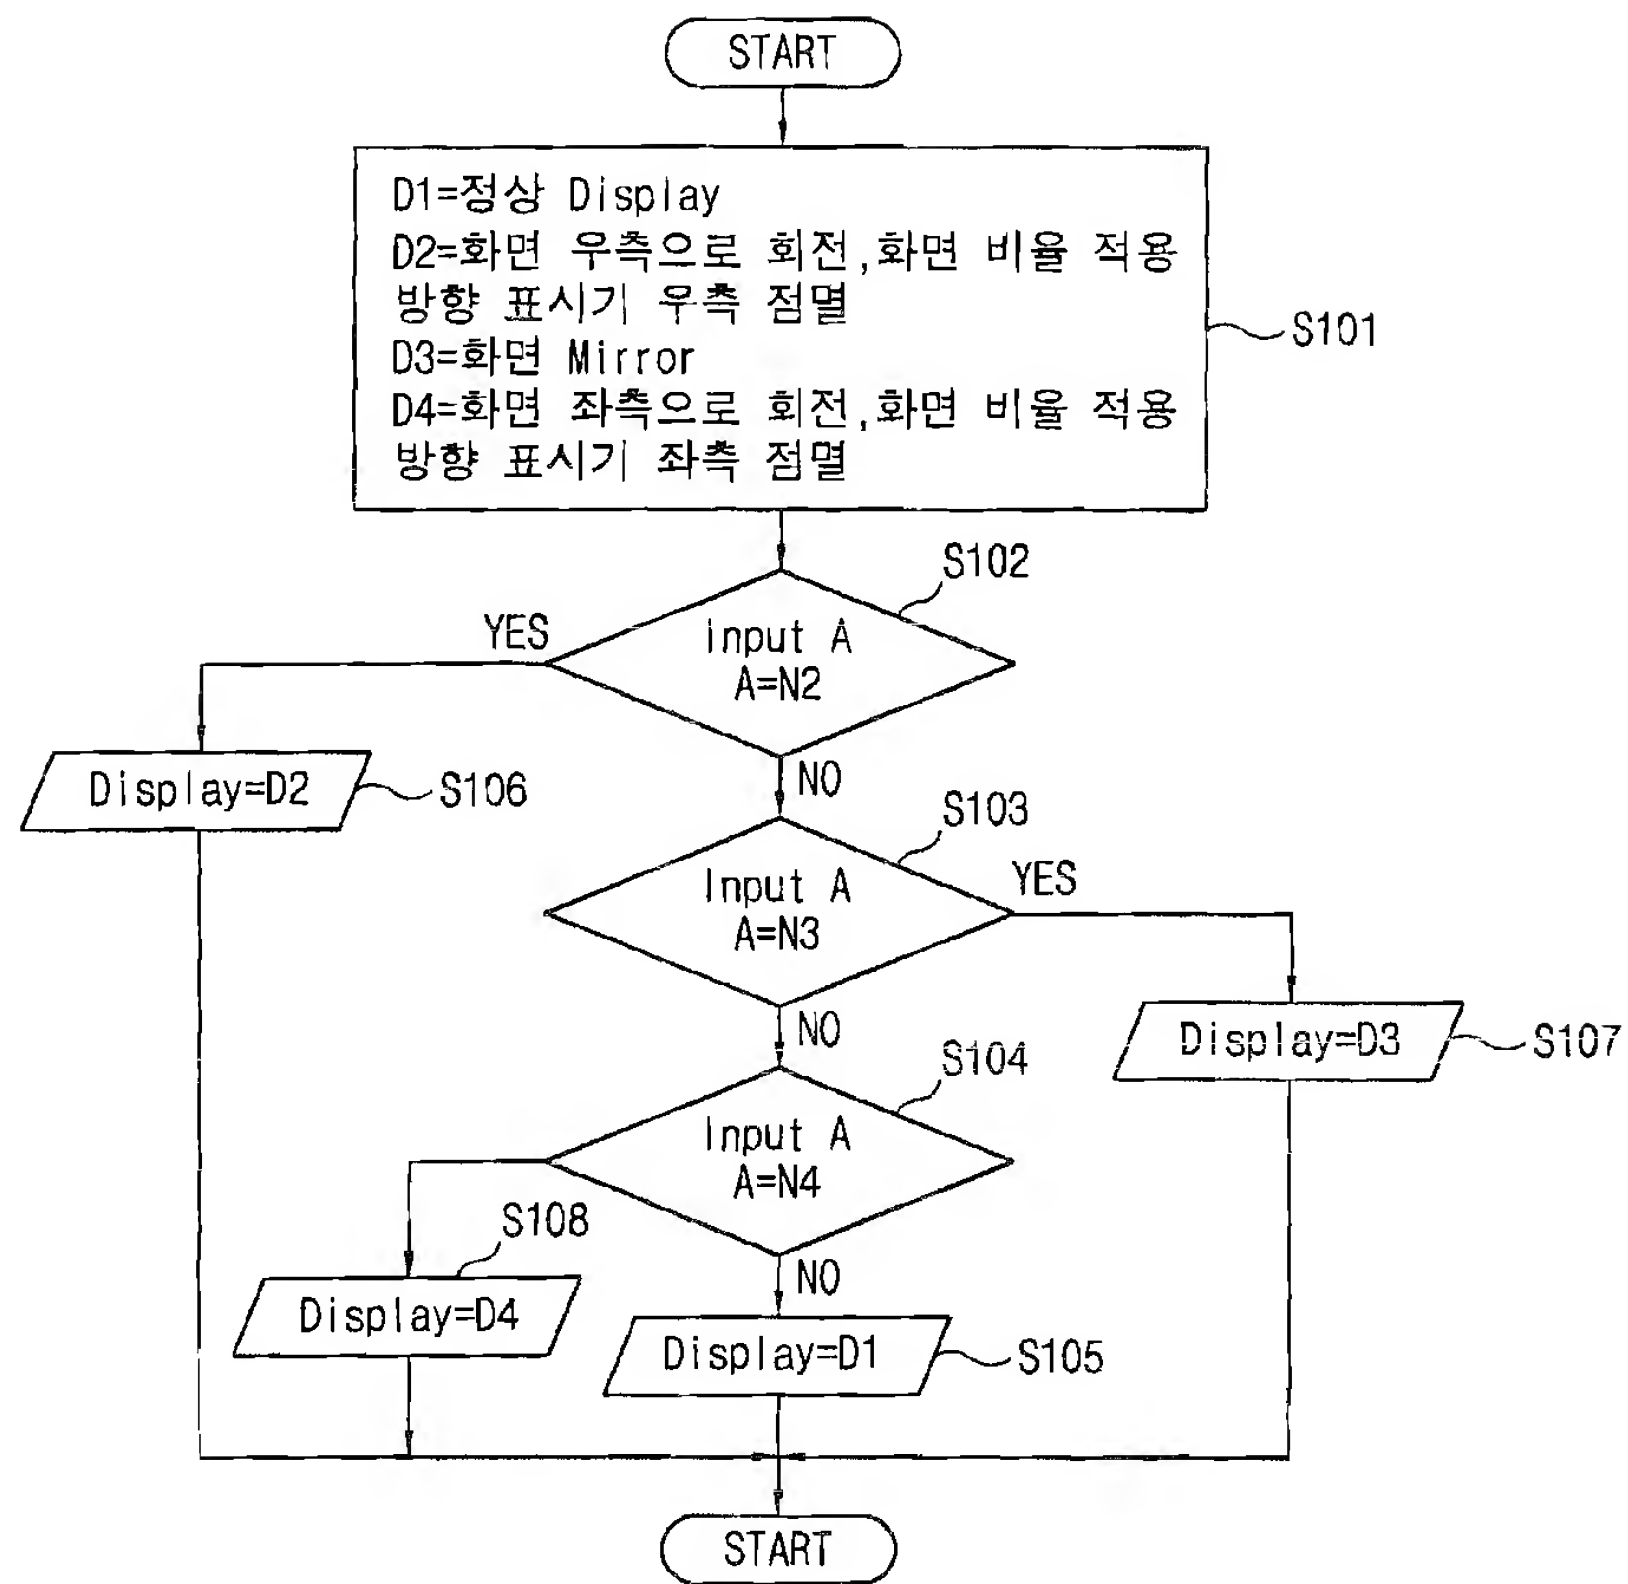 START
D1=정상 Display
D2=화면 우측으로 회전,화면 비율 적용
방향 표시기 우측 점멸
D3=화면 Mirror
D4=화면 좌측으로 회전,화면 비율 적용
방향 표시기 좌측 점멸
S101
S102
YES
Input A
A=N2
Display=D2
S106
NO
S103
Input A
A=N3
YES
NO
Display=D3
S107
S104
Input A
A=N4
S108
NO
Display=D4
Display=D1
S105
START